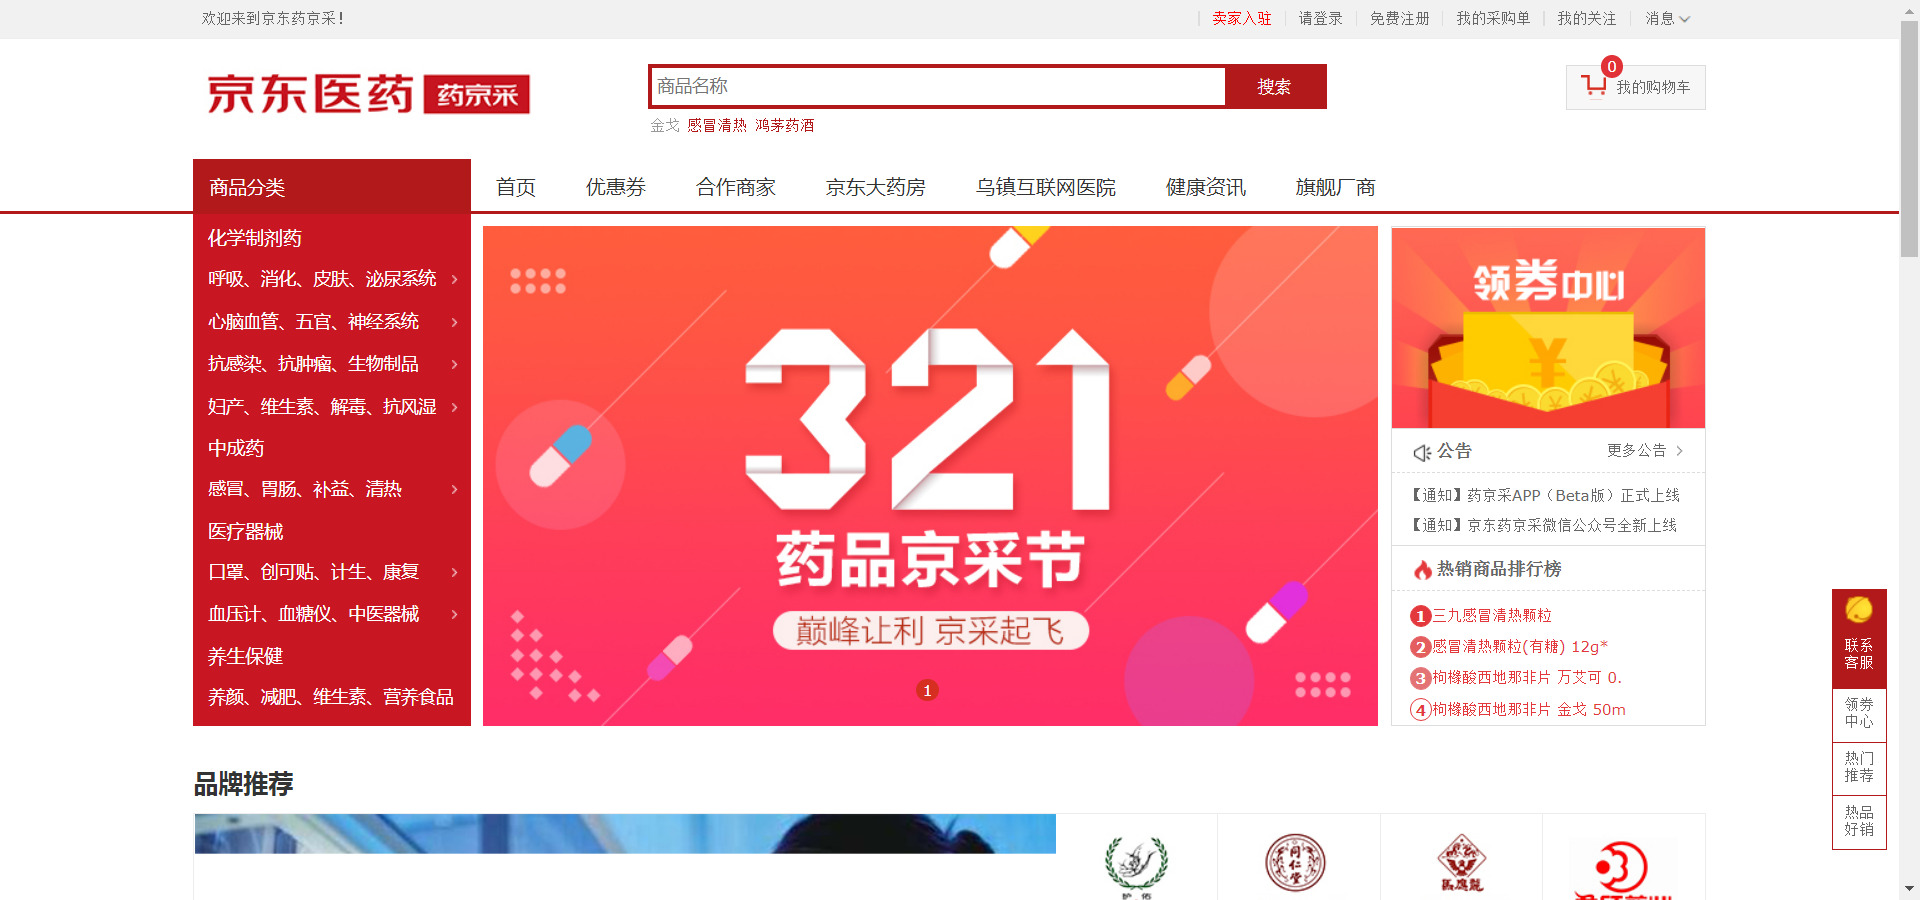 欢迎来到京东药京采!
卖家入驻
请登录
免费注册
我的采购单
我的关注
消息
京东医药 药京采
商品名称
搜索
0
我的购物车
金戈 感冒清热 鸿茅药酒
商品分类
首页
优惠券
合作商家
京东大药房
乌镇互联网医院
健康资讯
旗舰厂商
化学制剂药
呼吸、消化、皮肤、泌尿系统
心脑血管、五官、神经系统
抗感染、抗肿瘤、生物制品
妇产、维生素、解毒、抗风湿
中成药
感冒、胃肠、补益、清热
医疗器械
口罩、创可贴、计生、康复
血压计、血糖仪、中医器械
养生保健
养颜、减肥、维生素、营养食品
321
药品京采节
巅峰让利 京采起飞
1
领券中心
¥
公告
更多公告
【通知】药京采APP（Beta版）正式上线
【通知】京东药京采微信公众号全新上线
热销商品排行榜
1三九感冒清热颗粒
2感冒清热颗粒(有糖) 12g*
3枸橼酸西地那非片 万艾可 0.
4枸橼酸西地那非片 金戈 50m
联系
客服
领券
中心
热门
推荐
热品
好销
品牌推荐
同仁堂
馬應龍